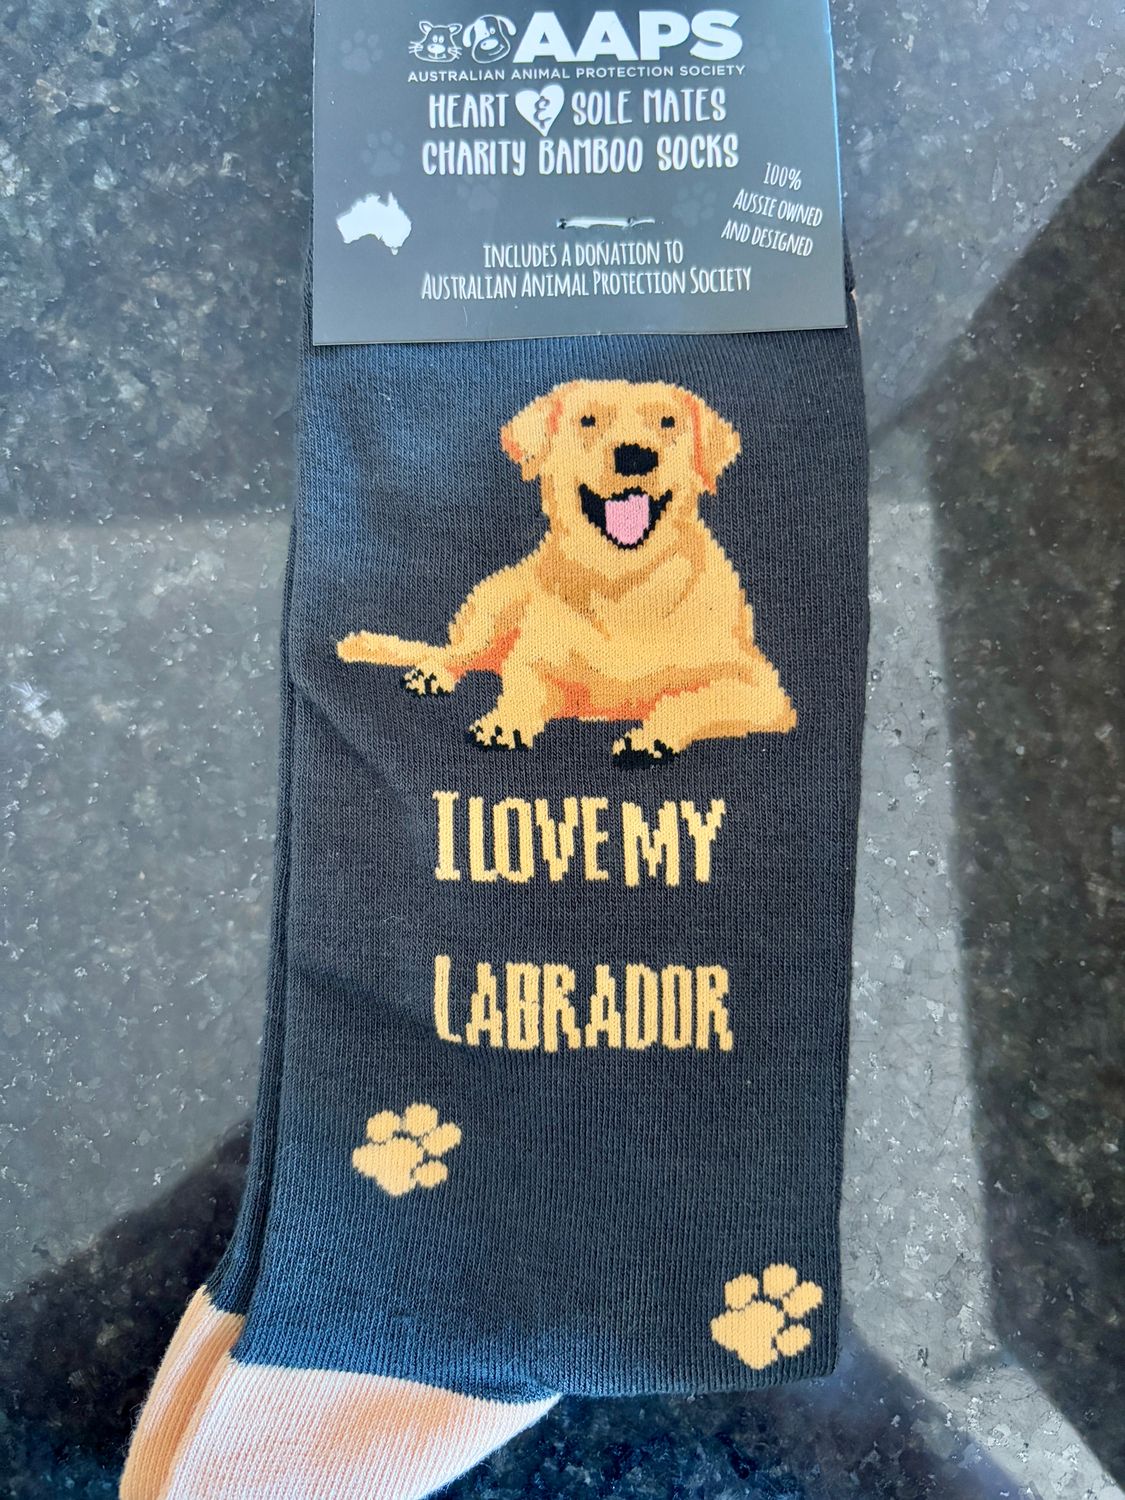 AAPS
AUSTRALIAN ANIMAL PROTECTION SOCIETY
HEART & SOLE MATES
CHARITY BAMBOO SOCKS
100%
AUSSIE OWNED
AND DESIGNED
INCLUDES A DONATION TO
AUSTRALIAN ANIMAL PROTECTION SOCIETY
I LOVE MY
LABRADOR